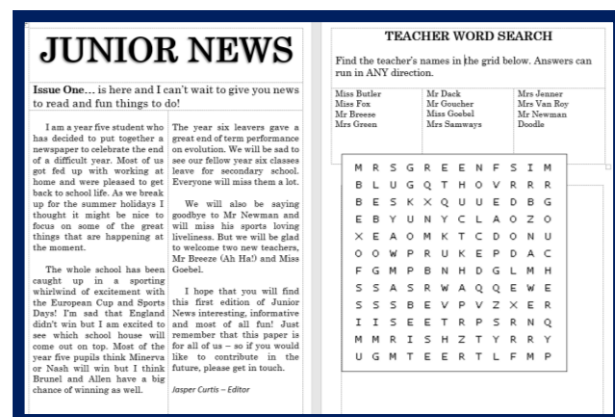 JUNIOR NEWS
Issue One... is here and I can't wait to give you news
to read and fun things to do!
I am a year five student who
has decided to put together a
newspaper to celebrate the end
of a difficult year. Most of us
got fed up with working at
home and were pleased to get
back to school life. As we break
up for the summer holidays I
thought it might be nice to
focus on some of the great
things that are happening at
the moment.
The whole school has been
caught up in a sporting
whirlwind of excitement with
the European Cup and Sports
Days! I'm sad that England
didn't win but I am excited to
see which school house will
come out on top. Most of the
year five pupils think Minerva
or Nash will win but I think
Brunel and Allen have a big
chance of winning as well.
The year six leavers gave a
great end of term performance
on evolution. We will be sad to
see our fellow year six classes
leave for secondary school.
Everyone will miss them a lot.
We will also be saying
goodbye to Mr Newman and
will miss his sports loving
liveliness. But we will be glad
to welcome two new teachers,
Mr Breeze (Ah Ha!) and Miss
Goebel.
I hope that you will find
this first edition of Junior
News interesting, informative
and most of all fun! Just
remember that this paper is
for all of us – so if you would
like to contribute in the
future, please get in touch.
Jasper Curtis – Editor
TEACHER WORD SEARCH
Find the teacher's names in the grid below. Answers can
run in ANY direction.
Miss Butler
Miss Fox
Mr Breese
Mrs Green
Mr Dack
Mr Goucher
Miss Goebel
Mrs Samways
Mrs Jenner
Mrs Van Roy
Mr Newman
Doodle
M R S G R E E N F S I M
B L U G Q T H O V R R R
B E S K X Q U U E D B G
E B Y U N Y C L A O Z O
X E A O M K T C D O N U
O O W P R U K E P D A C
F G M P B N H D G L M H
S S A S R W A Q Q E W E
S S S B E V P V Z X E R
I I S E E T R P S R N Q
M M R I S H Z T Y R R Y
U G M T E E R T L F M P